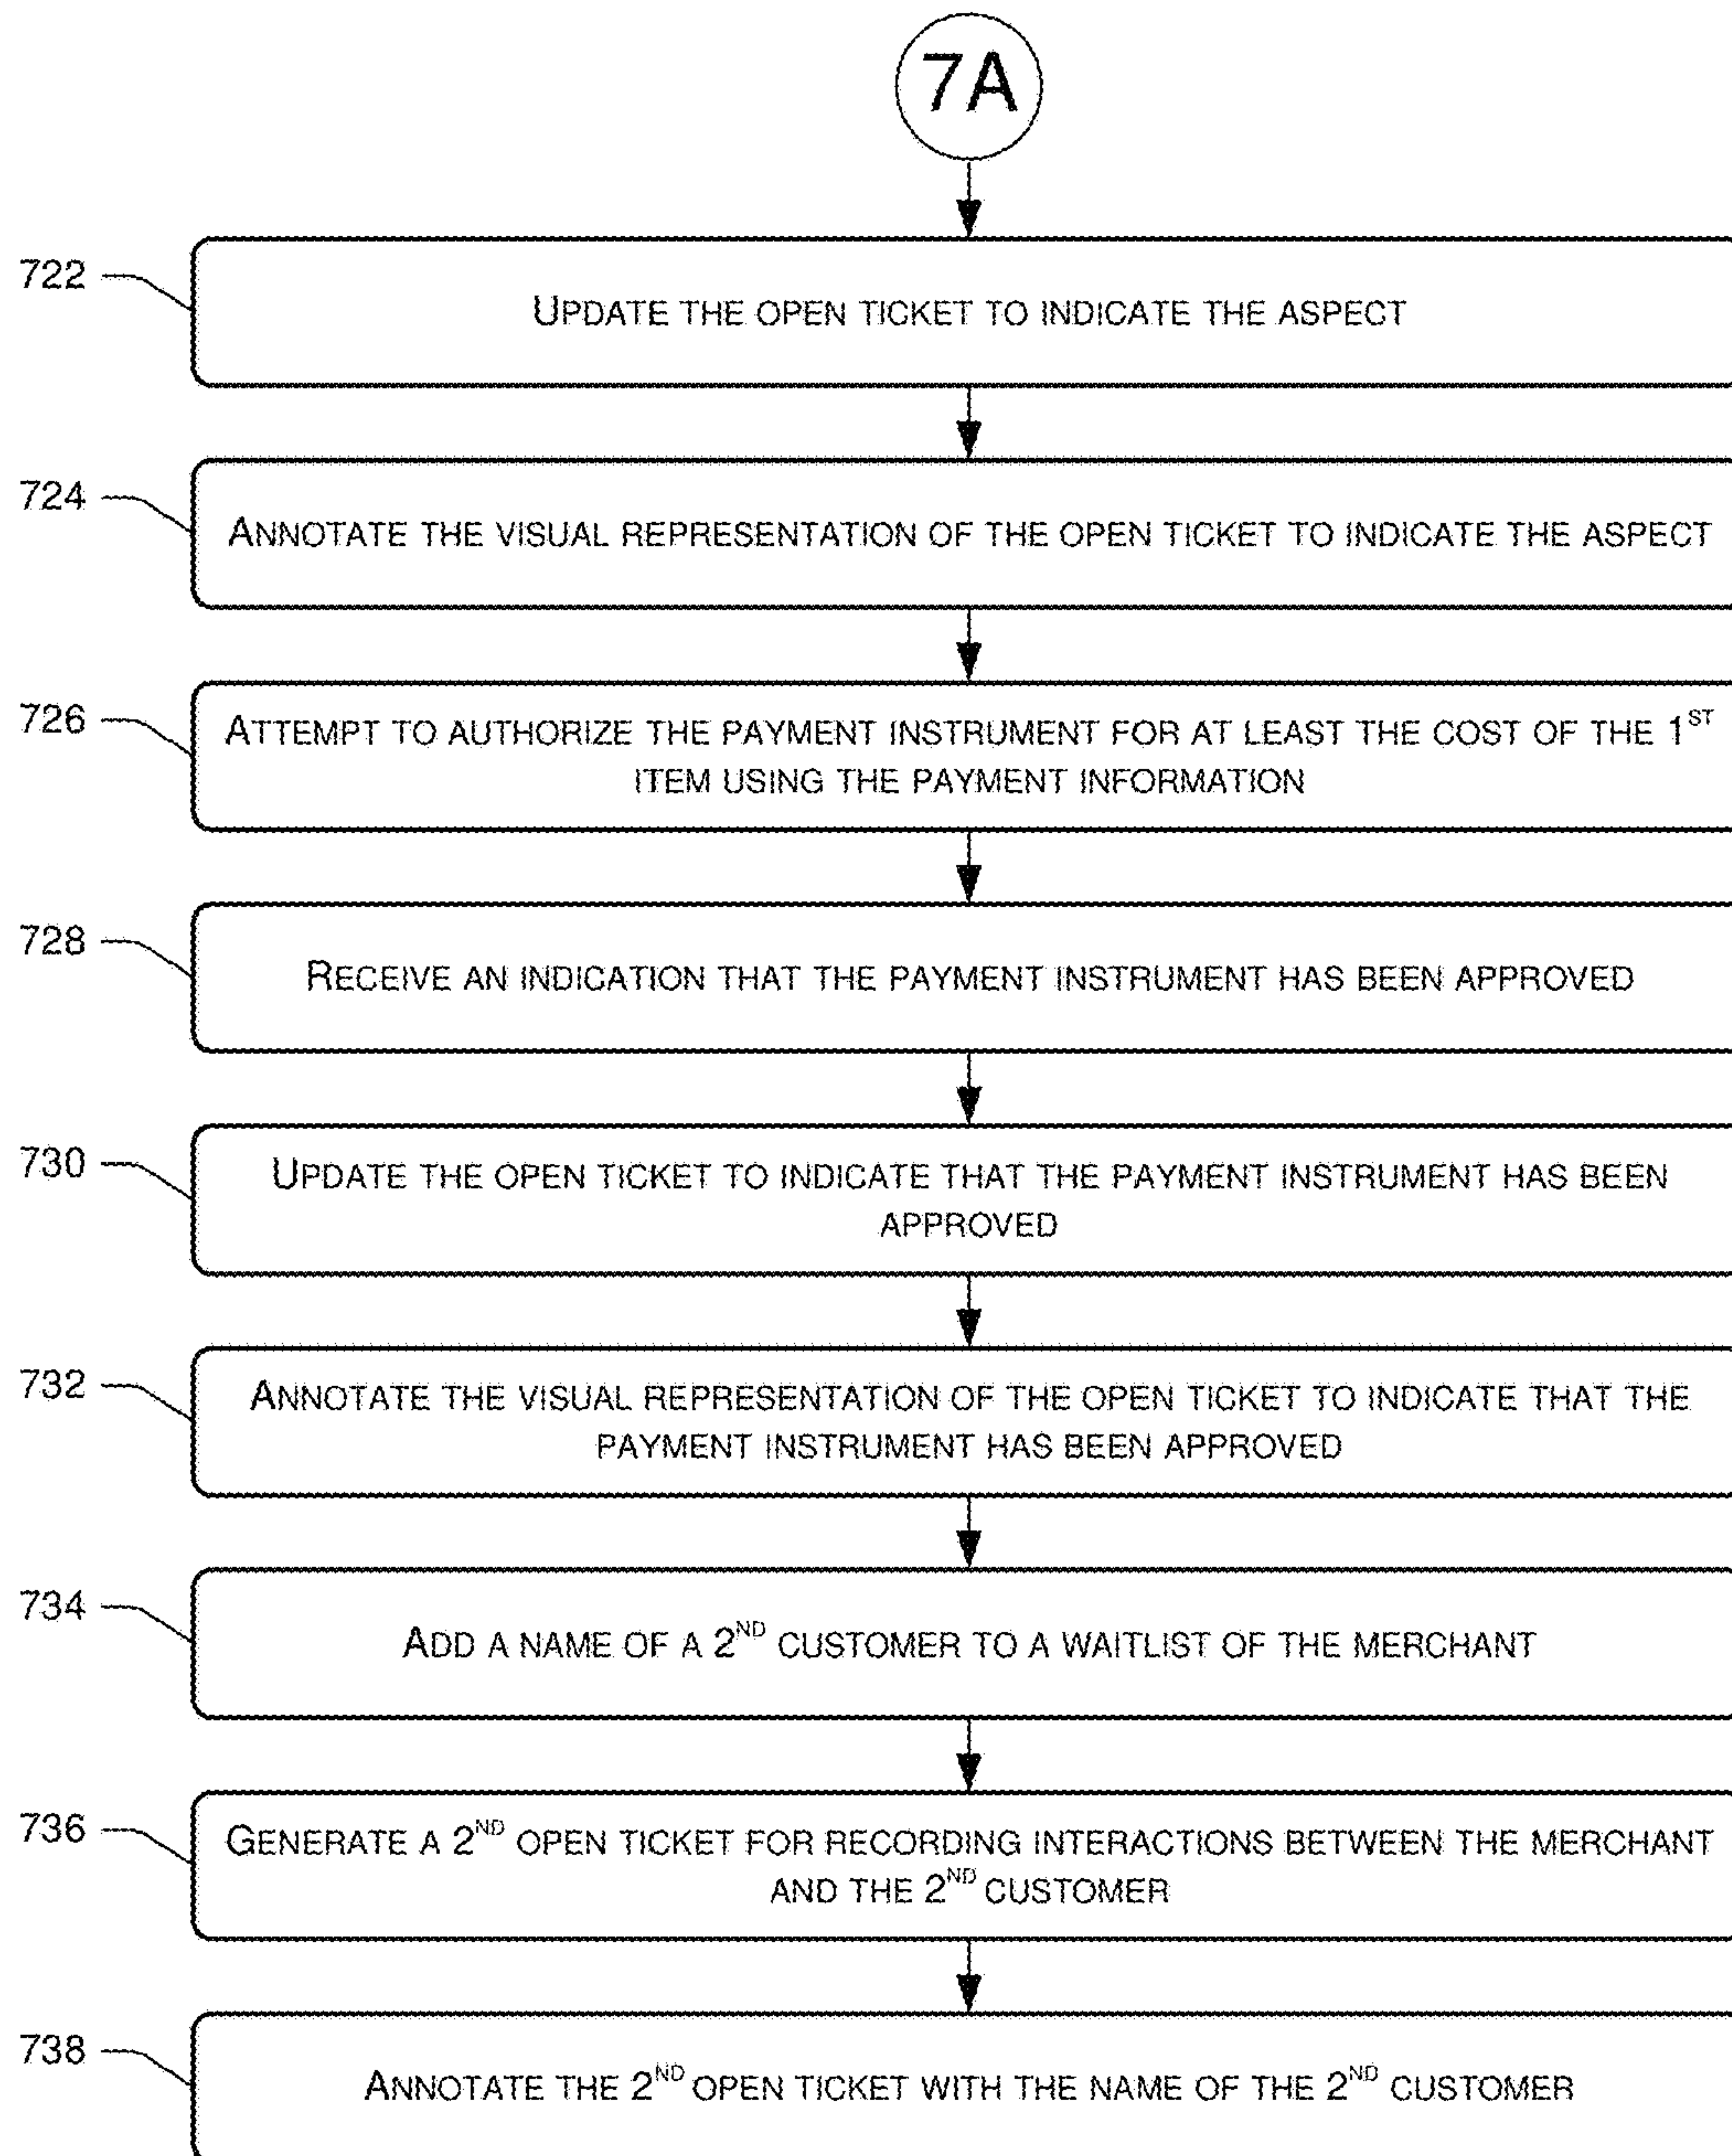 7A
722
UPDATE THE OPEN TICKET TO INDICATE THE ASPECT
724
ANNOTATE THE VISUAL REPRESENTATION OF THE OPEN TICKET TO INDICATE THE ASPECT
726
ATTEMPT TO AUTHORIZE THE PAYMENT INSTRUMENT FOR AT LEAST THE COST OF THE 1ST
ITEM USING THE PAYMENT INFORMATION
728
RECEIVE AN INDICATION THAT THE PAYMENT INSTRUMENT HAS BEEN APPROVED
730
UPDATE THE OPEN TICKET TO INDICATE THAT THE PAYMENT INSTRUMENT HAS BEEN
APPROVED
732
ANNOTATE THE VISUAL REPRESENTATION OF THE OPEN TICKET TO INDICATE THAT THE
PAYMENT INSTRUMENT HAS BEEN APPROVED
734
ADD A NAME OF A 2ND CUSTOMER TO A WAITLIST OF THE MERCHANT
736
GENERATE A 2ND OPEN TICKET FOR RECORDING INTERACTIONS BETWEEN THE MERCHANT
AND THE 2ND CUSTOMER
738
ANNOTATE THE 2ND OPEN TICKET WITH THE NAME OF THE 2ND CUSTOMER